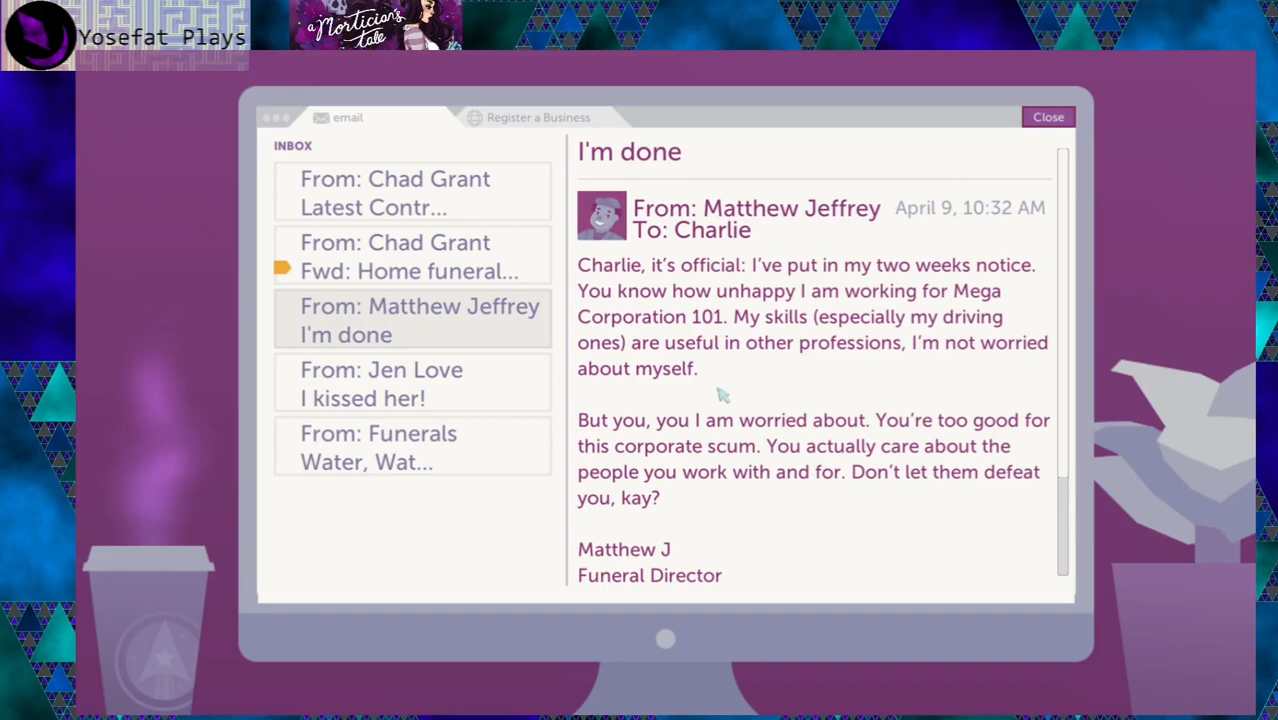 Yosefat Plays
a Mortician's
tale
email
Register a Business
Close
INBOX
From: Chad Grant
Latest Contr...
From: Chad Grant
Fwd: Home funeral...
From: Matthew Jeffrey
I'm done
From: Jen Love
I kissed her!
From: Funerals
Water, Wat...
I'm done
From: Matthew Jeffrey
April 9, 10:32 AM
To: Charlie
Charlie, it's official: I've put in my two weeks notice.
You know how unhappy I am working for Mega
Corporation 101. My skills (especially my driving
ones) are useful in other professions, I'm not worried
about myself.
But you, you I am worried about. You're too good for
this corporate scum. You actually care about the
people you work with and for. Don't let them defeat
you, kay?
Matthew J
Funeral Director